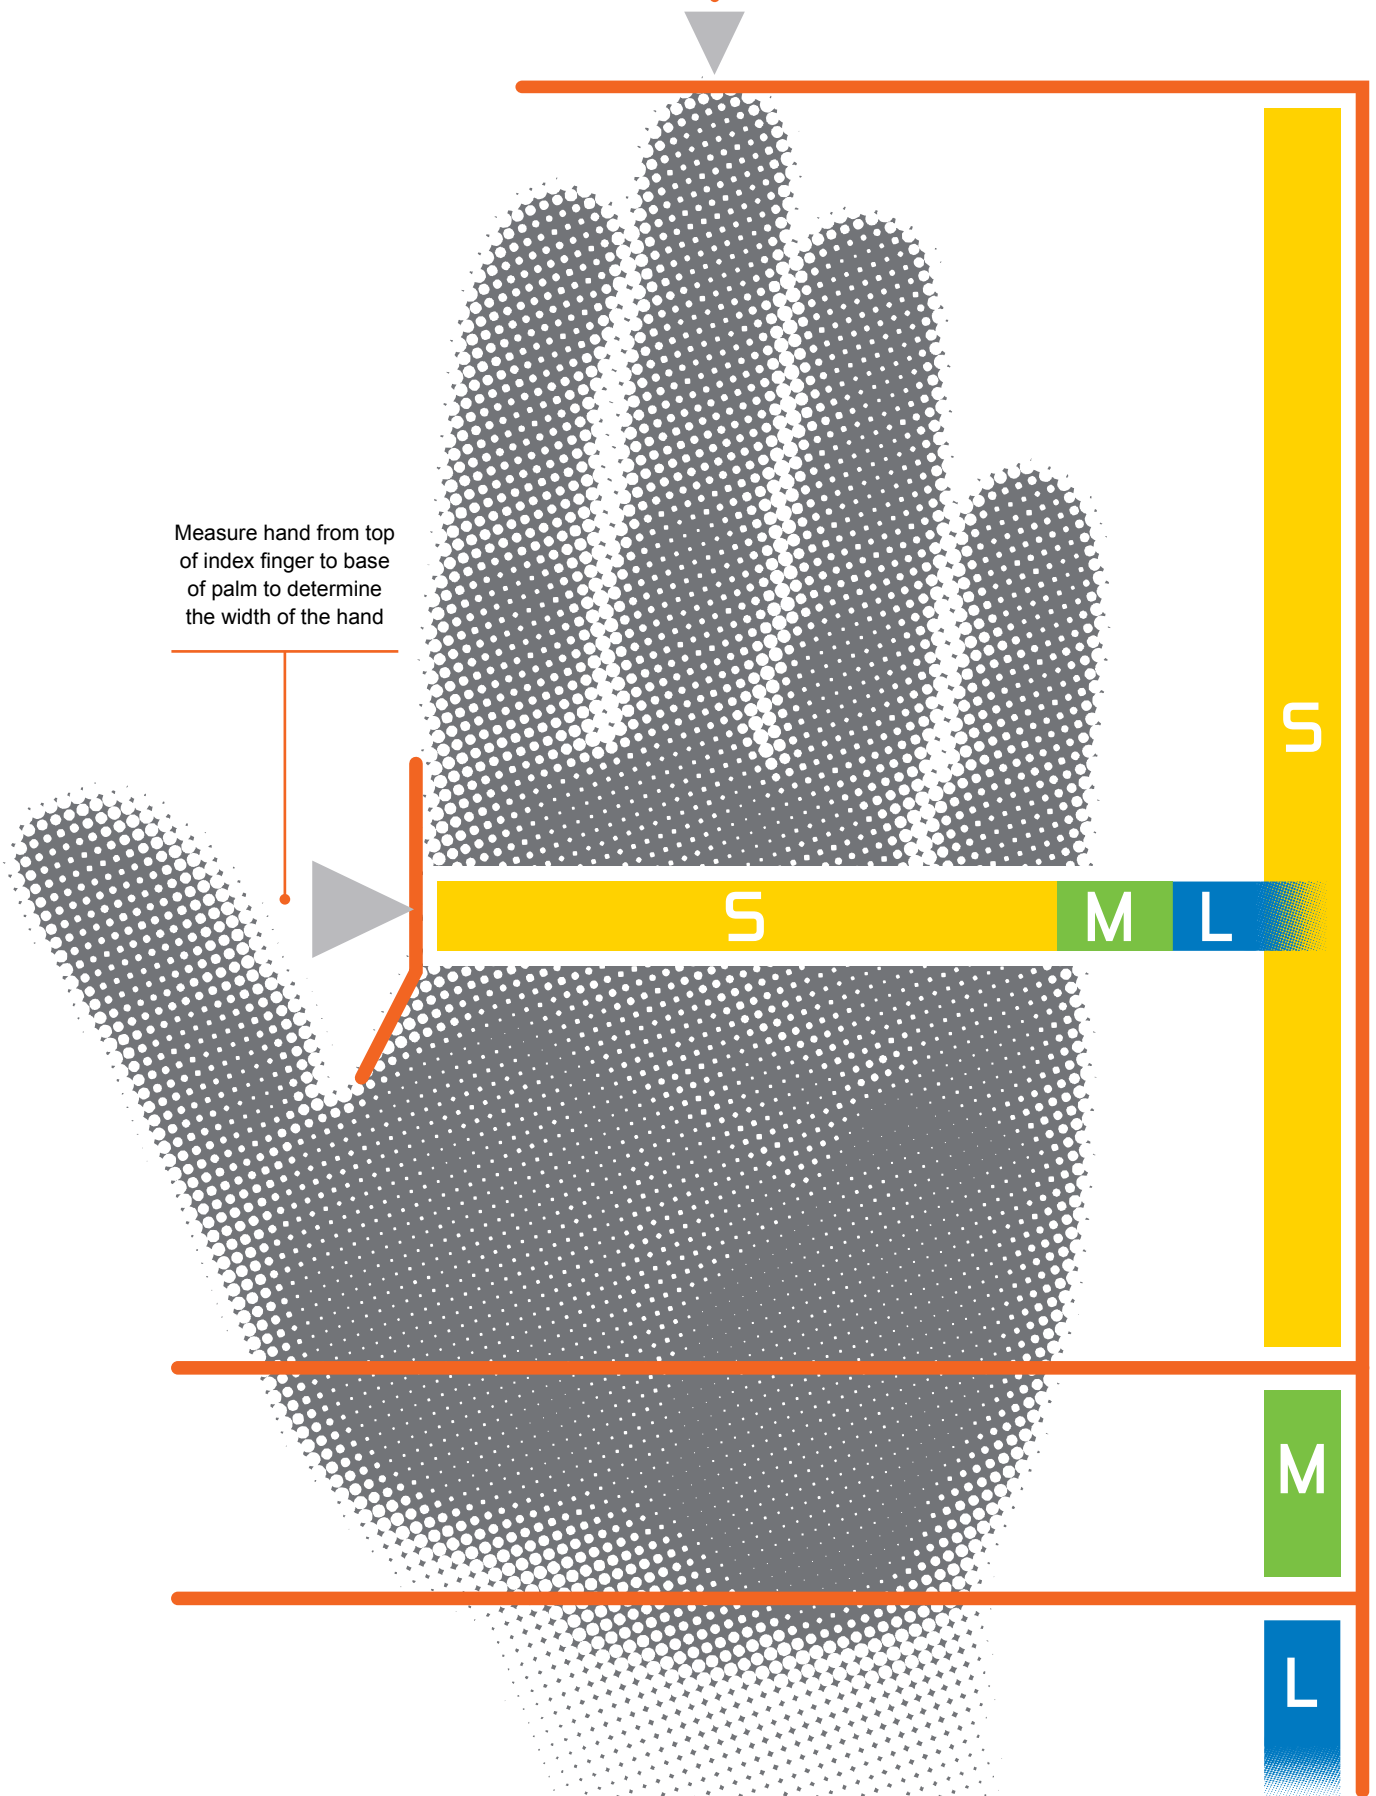 Measure hand from top
of index finger to base
of palm to determine
the width of the hand
S
S M L
M
L